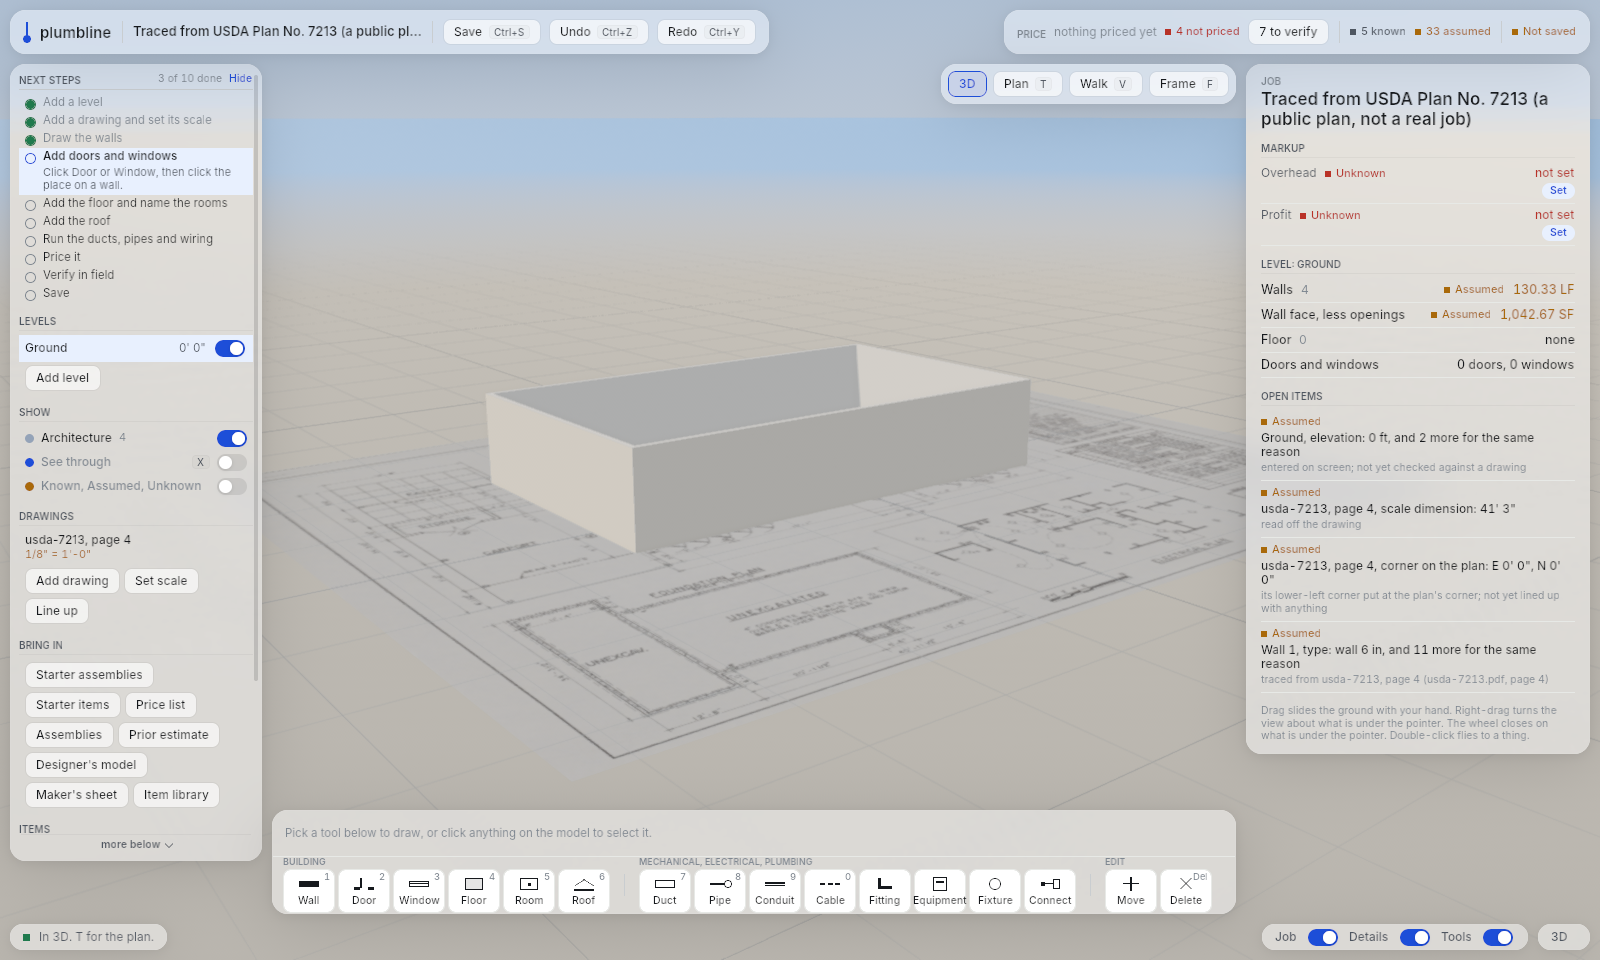 plumbline
Traced from USDA Plan No. 7213 (a public pl...
Save Ctrl+S
Undo Ctrl+Z
Redo Ctrl+Y
PRICE nothing priced yet 4 not priced 7 to verify 5 known 33 assumed Not saved
3D
Plan T
Walk V
Frame F
NEXT STEPS 3 of 10 done Hide
Add a level
Add a drawing and set its scale
Draw the walls
Add doors and windows
Click Door or Window, then click the
place on a wall.
Add the floor and name the rooms
Add the roof
Run the ducts, pipes and wiring
Price it
Verify in field
Save
LEVELS
Ground 0' 0"
Add level
SHOW
Architecture 4
See through X
Known, Assumed, Unknown
DRAWINGS
usda-7213, page 4
1/8" = 1'-0"
Add drawing Set scale
Line up
BRING IN
Starter assemblies
Starter items Price list
Assemblies Prior estimate
Designer's model
Maker's sheet Item library
ITEMS
more below
In 3D. T for the plan.
FOUNDATION PLAN
UNEXCAVATED
UNEXCAV.
Pick a tool below to draw, or click anything on the model to select it.
BUILDING
Wall 1
Door 2
Window 3
Floor 4
Room 5
Roof 6
MECHANICAL, ELECTRICAL, PLUMBING
Duct 7
Pipe 8
Conduit 9
Cable 0
Fitting
Equipment
Fixture
Connect
EDIT
Move
Delete Del
JOB
Traced from USDA Plan No. 7213 (a
public plan, not a real job)
MARKUP
Overhead Unknown not set
Set
Profit Unknown not set
Set
LEVEL: GROUND
Walls 4 Assumed 130.33 LF
Wall face, less openings Assumed 1,042.67 SF
Floor 0 none
Doors and windows 0 doors, 0 windows
OPEN ITEMS
Assumed
Ground, elevation: 0 ft, and 2 more for the same
reason
entered on screen; not yet checked against a drawing
Assumed
usda-7213, page 4, scale dimension: 41' 3"
read off the drawing
Assumed
usda-7213, page 4, corner on the plan: E 0' 0", N 0'
0"
its lower-left corner put at the plan's corner; not yet lined up
with anything
Assumed
Wall 1, type: wall 6 in, and 11 more for the same
reason
traced from usda-7213, page 4 (usda-7213.pdf, page 4)
Drag slides the ground with your hand. Right-drag turns the
view about what is under the pointer. The wheel closes on
what is under the pointer. Double-click flies to a thing.
Job Details Tools 3D